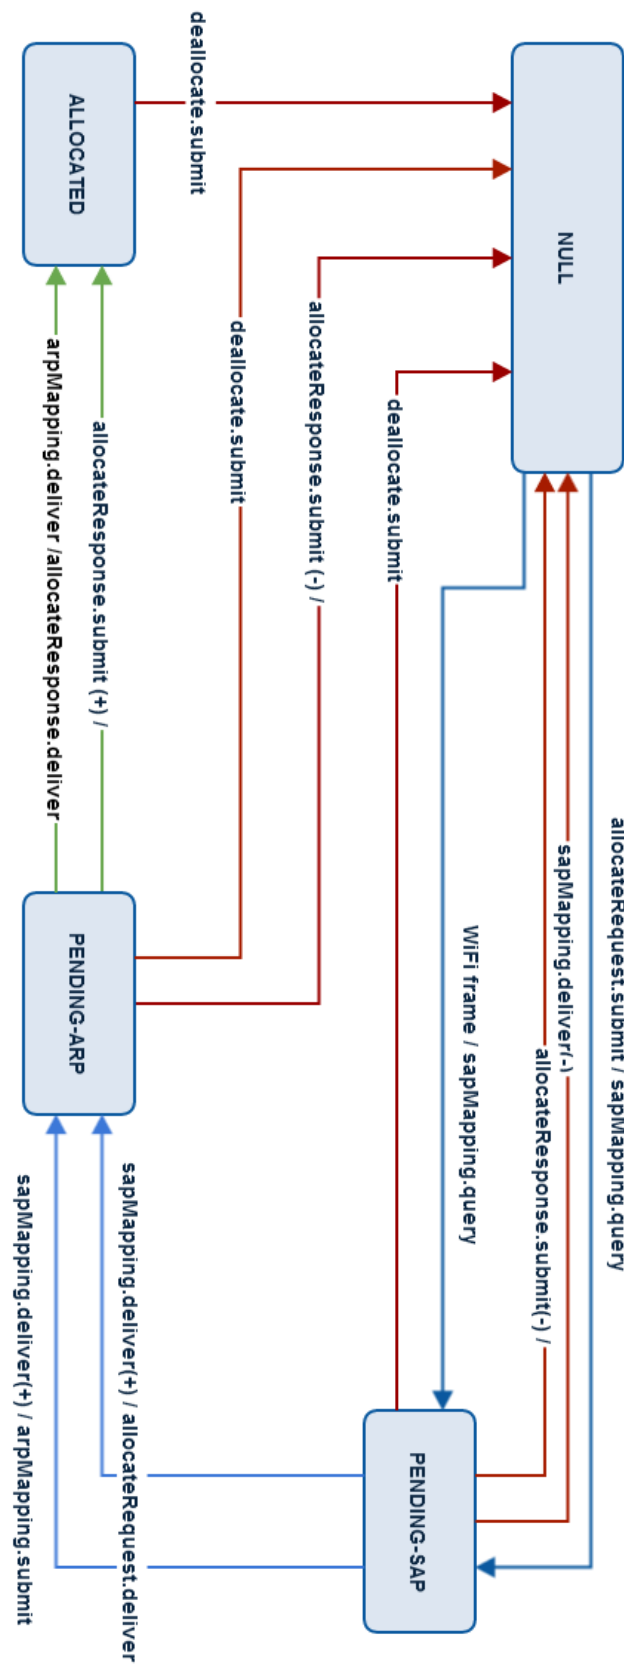 NULL
allocateRequest.submit / sapMapping.query
sapMapping.deliver(-)
allocateResponse.submit(-) /
WiFi frame / sapMapping.query
deallocate.submit
allocateResponse.submit (-) /
deallocate.submit
deallocate.submit
PENDING-SAP
ALLOCATED
allocateResponse.submit (+) /
arpMapping.deliver /allocateResponse.deliver
PENDING-ARP
sapMapping.deliver(+) / allocateRequest.deliver
sapMapping.deliver(+) / arpMapping.submit